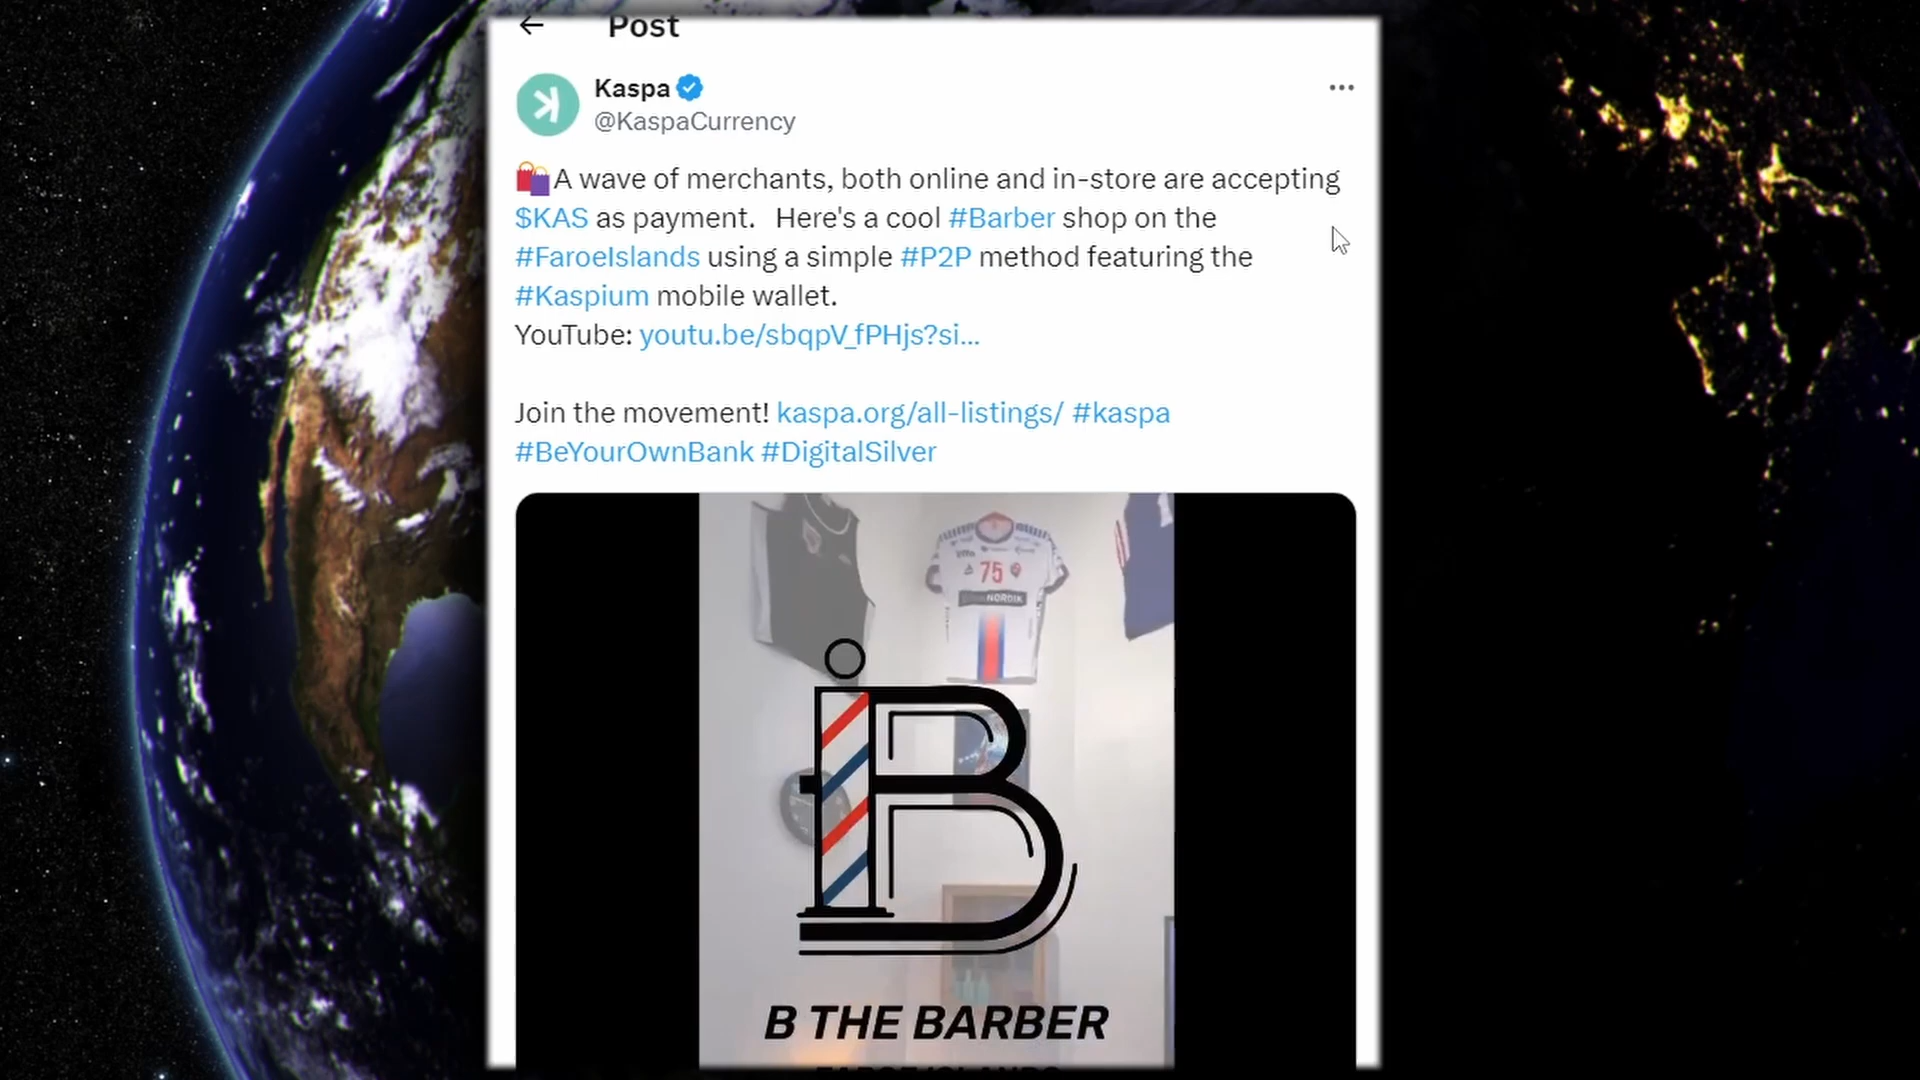 Post
Kaspa
@KaspaCurrency
A wave of merchants, both online and in-store are accepting
$KAS as payment. Here's a cool #Barber shop on the
#FaroeIslands using a simple #P2P method featuring the
#Kaspium mobile wallet.
YouTube: youtu.be/sbqpV_fPHjs?si...
Join the movement! kaspa.org/all-listings/ #kaspa
#BeYourOwnBank #DigitalSilver
75
NORDIK
B
B THE BARBER